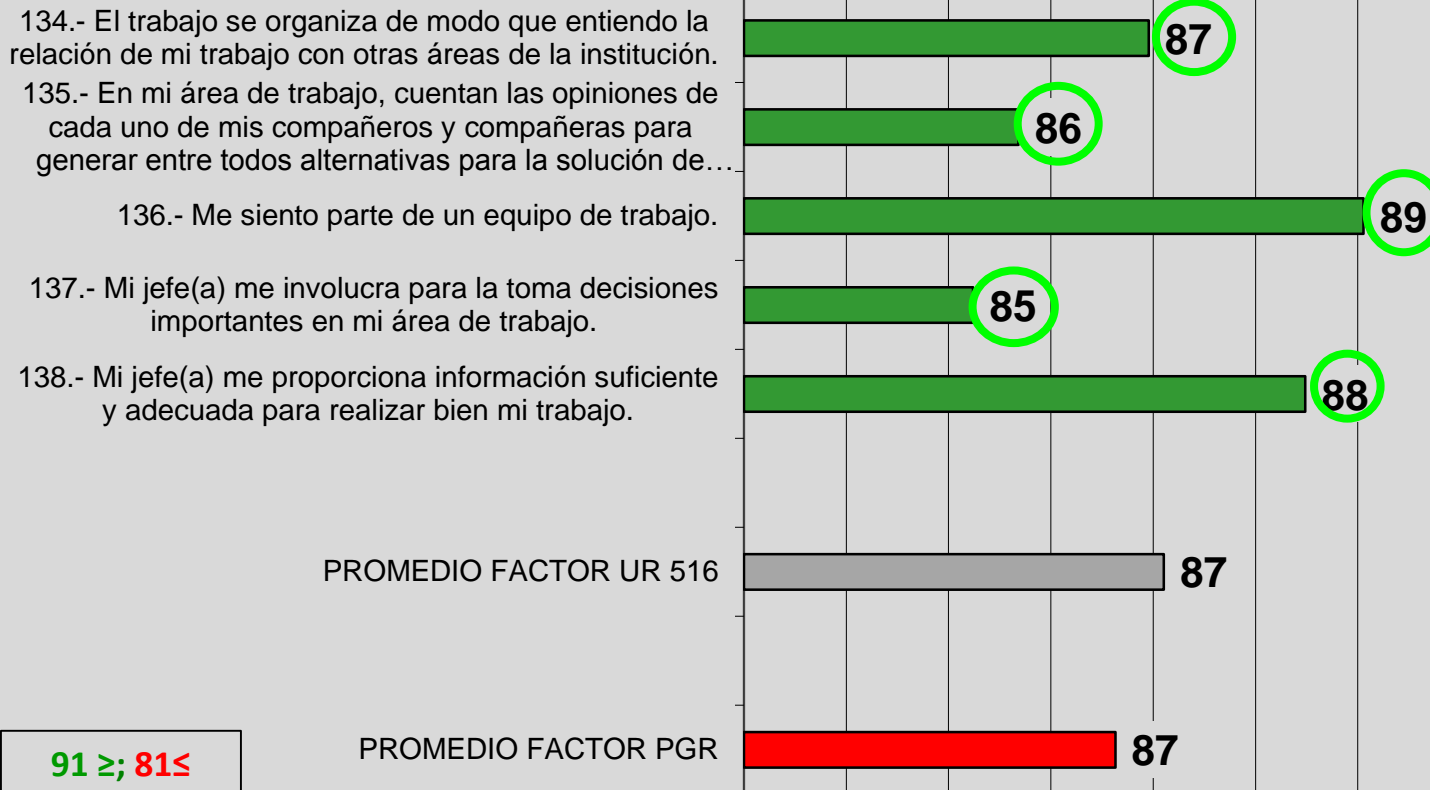 134.- El trabajo se organiza de modo que entiendo la
relación de mi trabajo con otras áreas de la institución.
87
135.- En mi área de trabajo, cuentan las opiniones de
cada uno de mis compañeros y compañeras para
generar entre todos alternativas para la solución de…
86
136.- Me siento parte de un equipo de trabajo.
89
137.- Mi jefe(a) me involucra para la toma decisiones
importantes en mi área de trabajo.
85
138.- Mi jefe(a) me proporciona información suficiente
y adecuada para realizar bien mi trabajo.
88
PROMEDIO FACTOR UR 516
87
PROMEDIO FACTOR PGR
87
91 ≥; 81≤